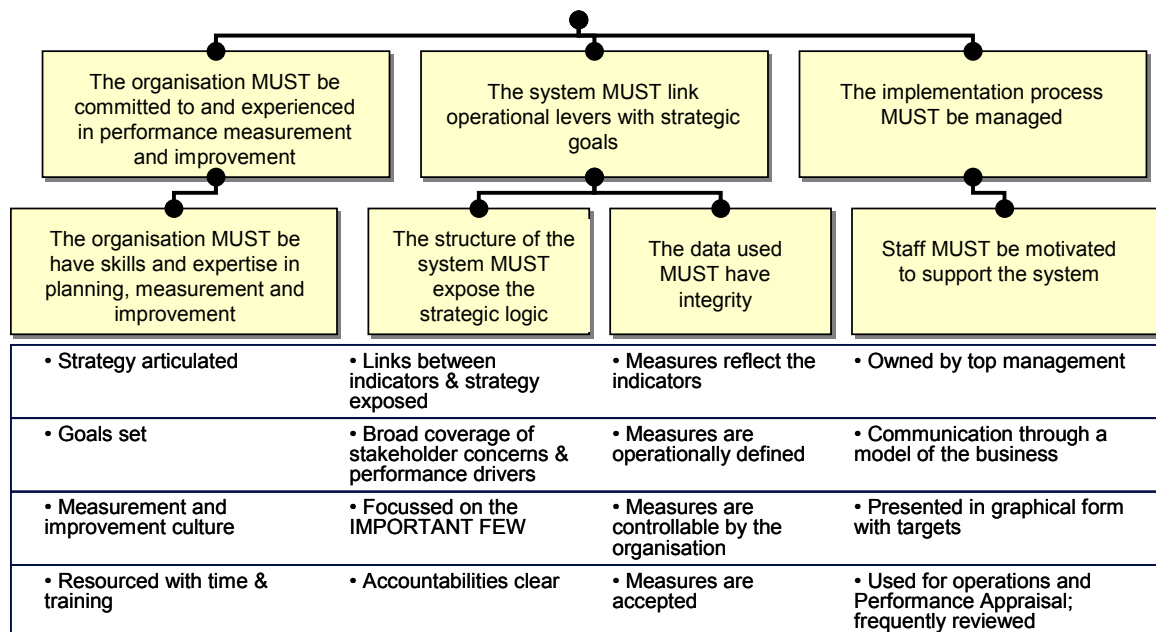 The organisation MUST be
committed to and experienced
in performance measurement
and improvement
The system MUST link
operational levers with strategic
goals
The implementation process
MUST be managed
The organisation MUST be
have skills and expertise in
planning, measurement and
improvement
The structure of the
system MUST
expose the
strategic logic
The data used
MUST have
integrity
Staff MUST be motivated
to support the system
• Strategy articulated
• Links between
indicators & strategy
exposed
• Measures reflect the
indicators
• Owned by top management
• Goals set
• Broad coverage of
stakeholder concerns &
performance drivers
• Measures are
operationally defined
• Communication through a
model of the business
• Measurement and
improvement culture
• Focussed on the
IMPORTANT FEW
• Measures are
controllable by the
organisation
• Presented in graphical form
with targets
• Resourced with time &
training
• Accountabilities clear
• Measures are
accepted
• Used for operations and
Performance Appraisal;
frequently reviewed